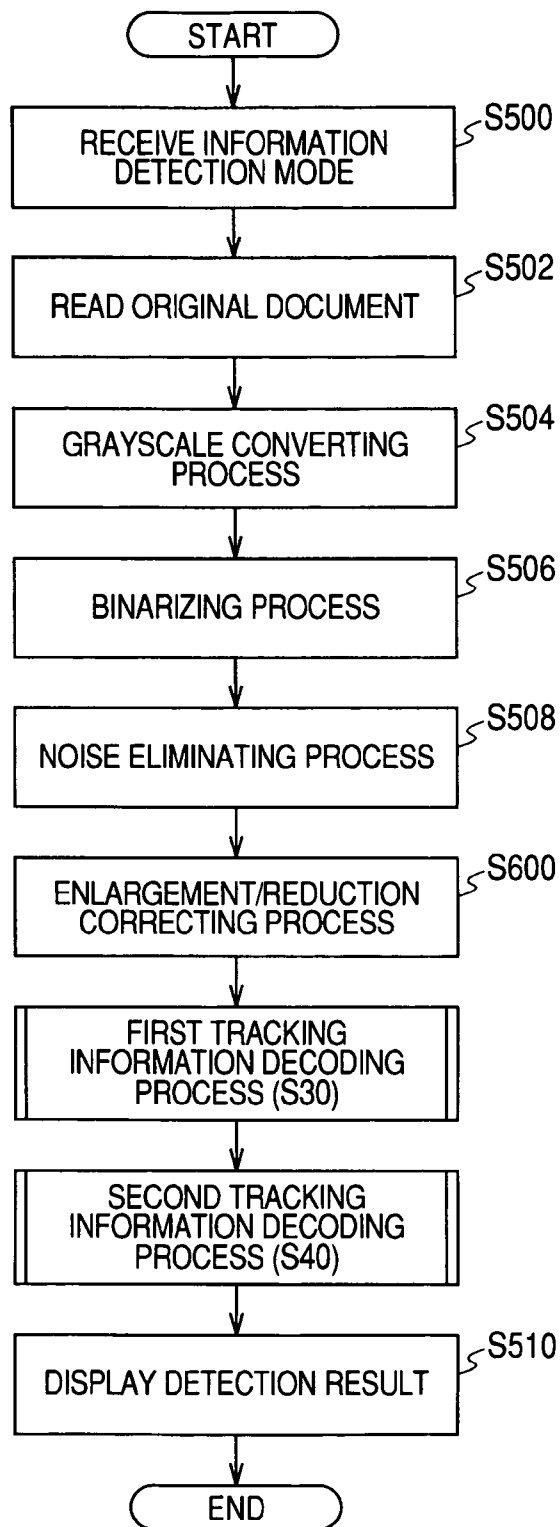 START
S500
RECEIVE INFORMATION
DETECTION MODE
S502
READ ORIGINAL DOCUMENT
S504
GRAYSCALE CONVERTING
PROCESS
S506
BINARIZING PROCESS
S508
NOISE ELIMINATING PROCESS
S600
ENLARGEMENT/REDUCTION
CORRECTING PROCESS
FIRST TRACKING
INFORMATION DECODING
PROCESS (S30)
SECOND TRACKING
INFORMATION DECODING
PROCESS (S40)
S510
DISPLAY DETECTION RESULT
END